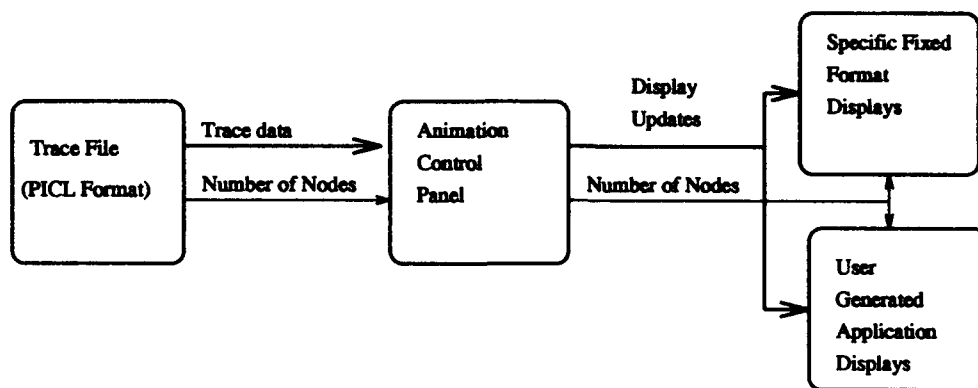 Trace File
(PICL Format)
Trace data
Number of Nodes
Animation
Control
Panel
Display
Updates
Number of Nodes
Specific Fixed
Format
Displays
User
Generated
Application
Displays